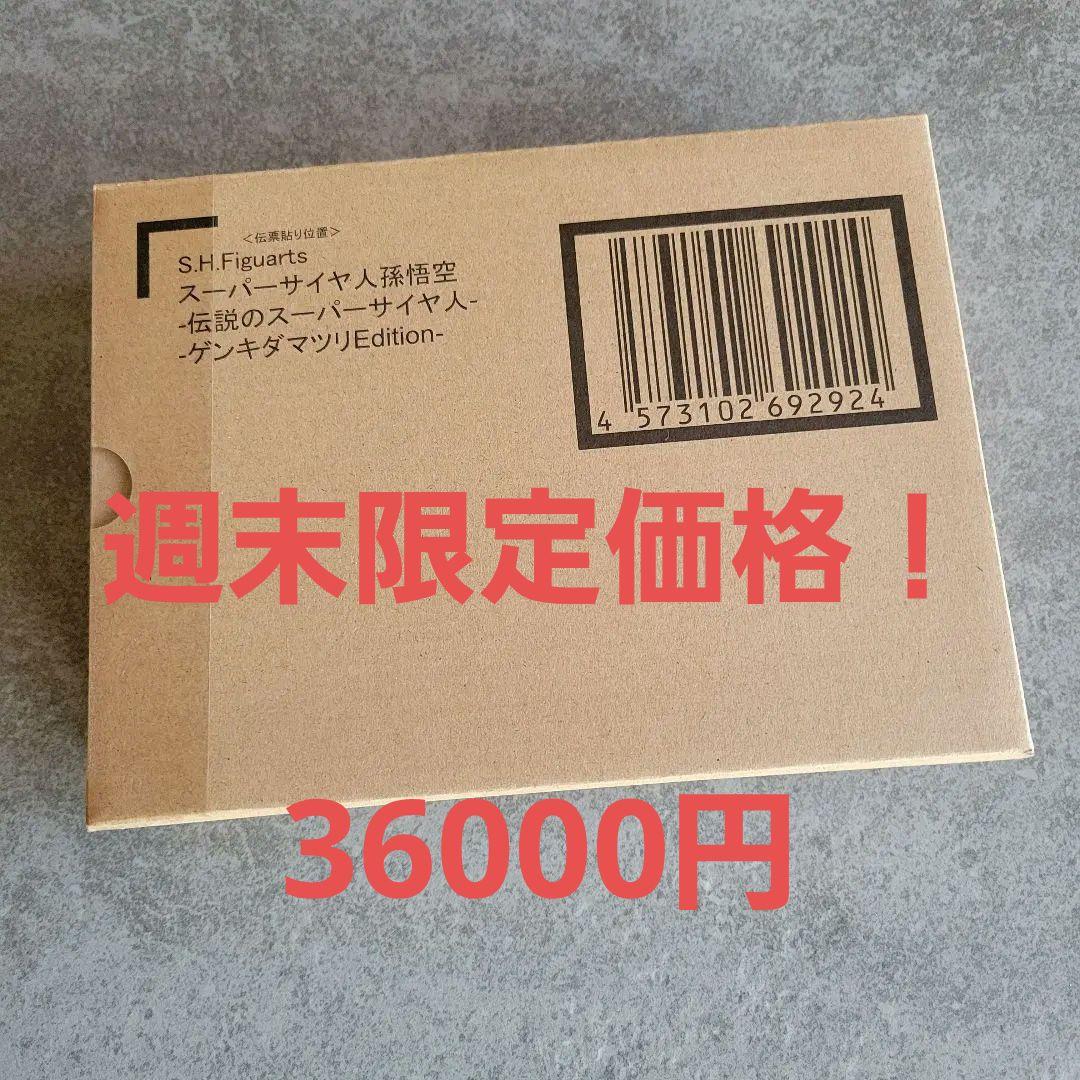 ＜伝票貼り位置＞
S.H.Figuarts
スーパーサイヤ人孫悟空
-伝説のスーパーサイヤ人-
-ゲンキダマツリEdition-
4 573102 692924
週末限定価格！
36000円